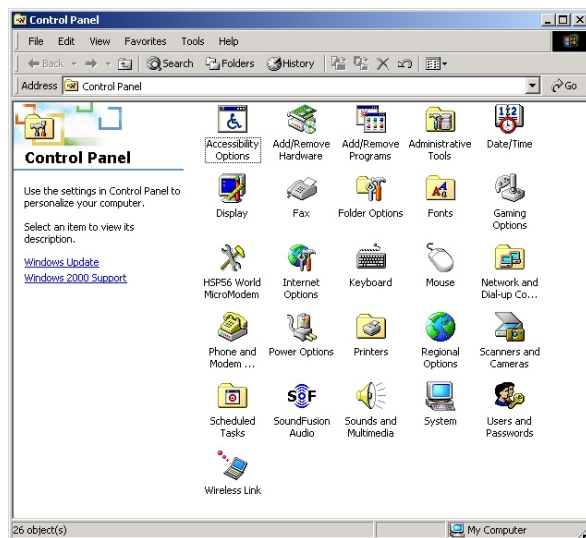 Control Panel
File Edit View Favorites Tools Help
Back Search Folders History
Address Control Panel Go
Control Panel
Use the settings in Control Panel to
personalize your computer.
Select an item to view its
description.
Windows Update
Windows 2000 Support
Accessibility
Options
Add/Remove
Hardware
Add/Remove
Programs
Administrative
Tools
Date/Time
Display
Fax
Folder Options
Fonts
Gaming
Options
HSP56 World
MicroModem
Internet
Options
Keyboard
Mouse
Network and
Dial-up Co...
Phone and
Modem ...
Power Options
Printers
Regional
Options
Scanners and
Cameras
Scheduled
Tasks
SoundFusion
Audio
Sounds and
Multimedia
System
Users and
Passwords
Wireless Link
26 object(s)
My Computer